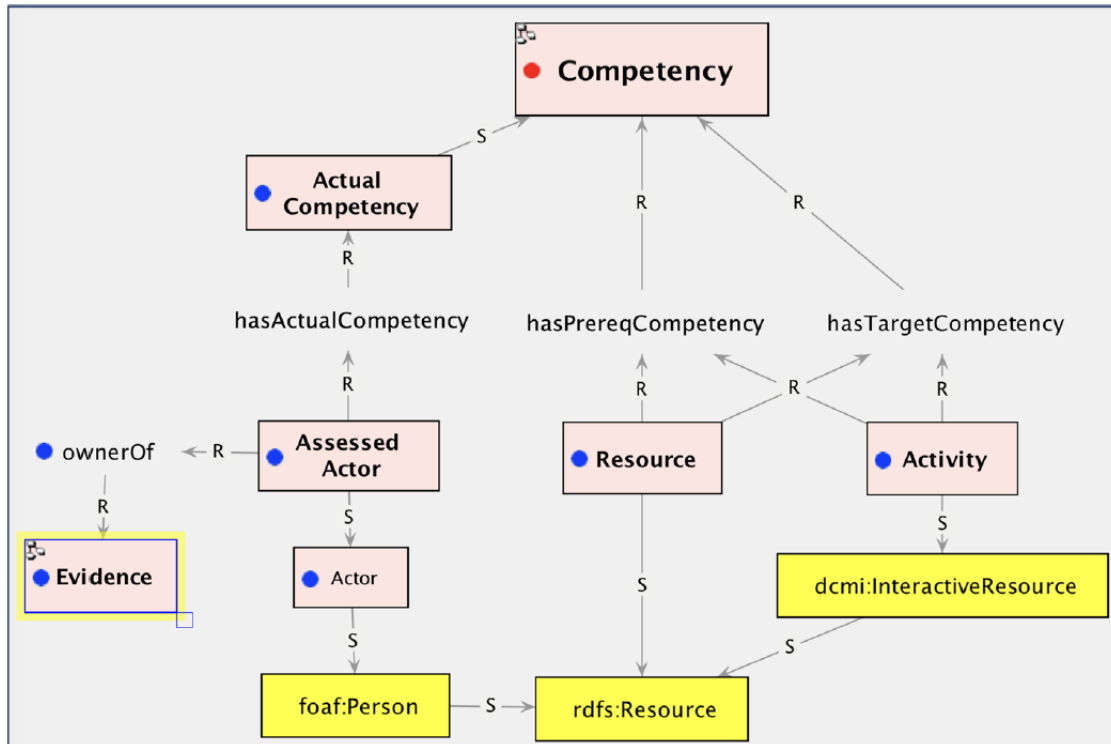 Competency
S
Actual
Competency
R
R
R
hasActualCompetency
hasPrereqCompetency
hasTargetCompetency
R
R
R
R
ownerOf
R
Assessed
Actor
Resource
Activity
R
S
S
Evidence
Actor
S
dcmi:InteractiveResource
S
S
foaf:Person
S
rdfs:Resource